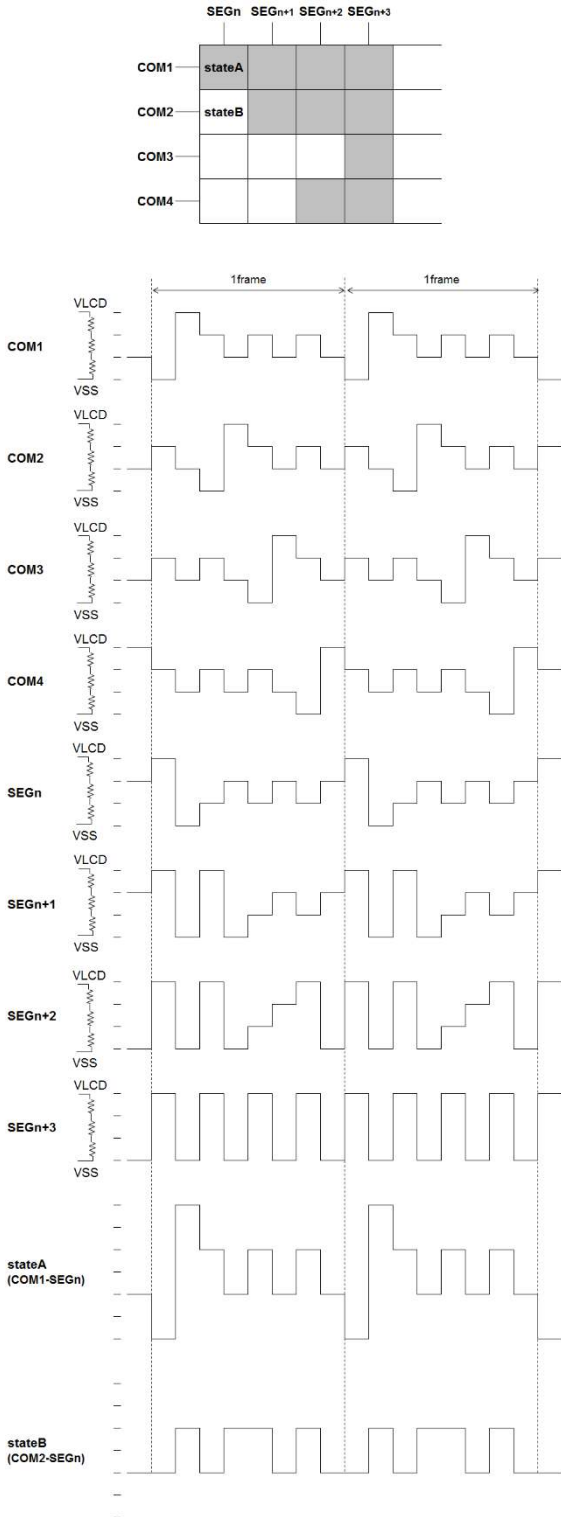 SEGn SEGn+1 SEGn+2 SEGn+3
COM1 stateA
COM2 stateB
COM3
COM4
1frame 1frame
VLCD
COM1
VSS
VLCD
COM2
VSS
VLCD
COM3
VSS
VLCD
COM4
VSS
VLCD
SEGn
VSS
VLCD
SEGn+1
VSS
VLCD
SEGn+2
VSS
VLCD
SEGn+3
VSS
stateA
(COM1-SEGn)
stateB
(COM2-SEGn)